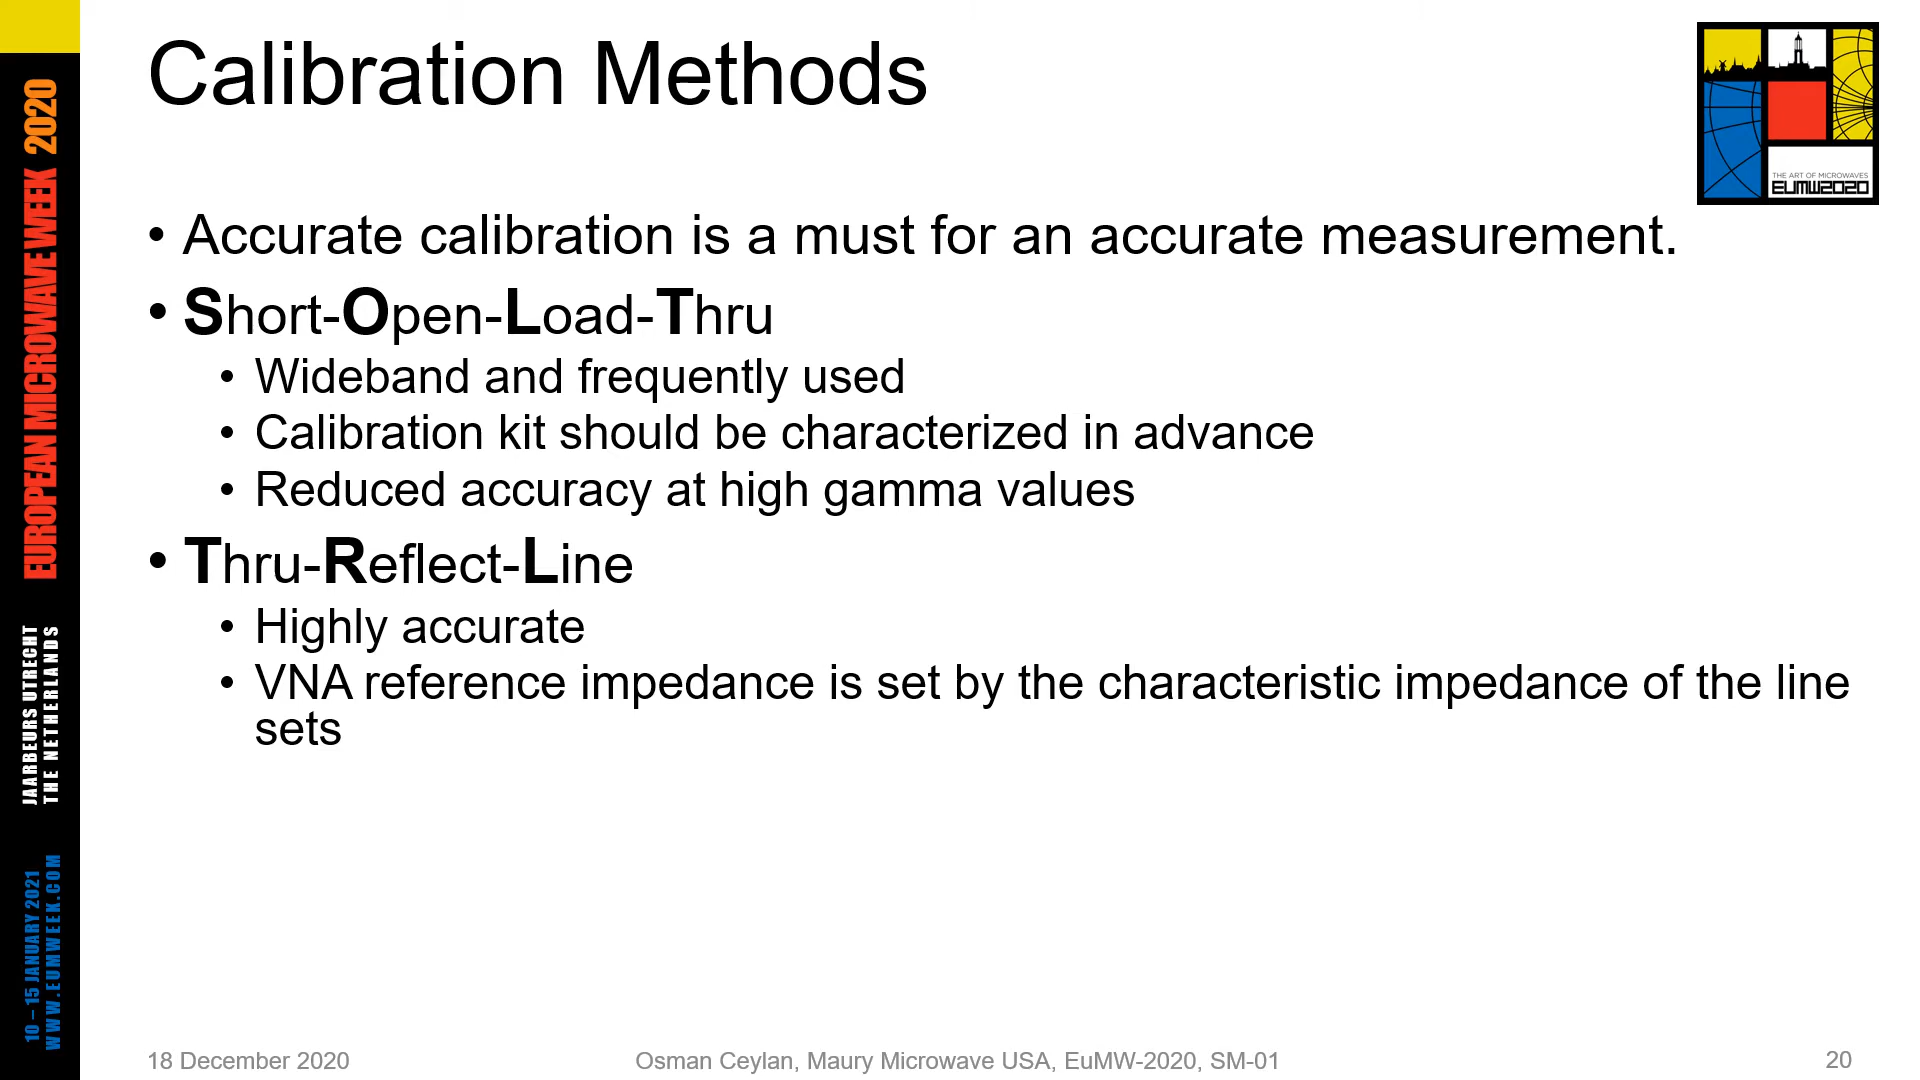 Calibration Methods
THE ART OF MICROWAVES
EUMW2020
• Accurate calibration is a must for an accurate measurement.
• Short-Open-Load-Thru
• Wideband and frequently used
• Calibration kit should be characterized in advance
• Reduced accuracy at high gamma values
• Thru-Reflect-Line
• Highly accurate
• VNA reference impedance is set by the characteristic impedance of the line
sets
EUROPEAN MICROWAVE WEEK 2020
JAARBEURS UTRECHT
THE NETHERLANDS
10 – 15 JANUARY 2021
WWW.EUMWEEK.COM
18 December 2020
Osman Ceylan, Maury Microwave USA, EuMW-2020, SM-01
20